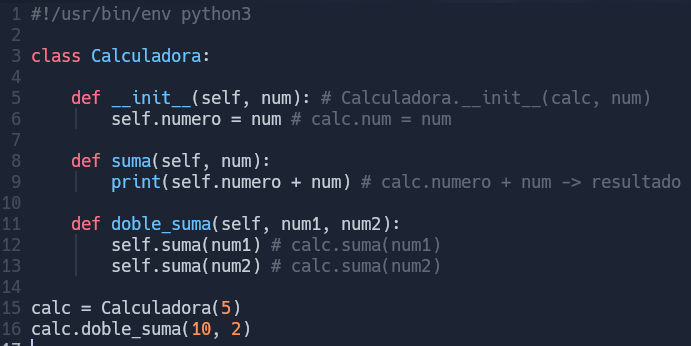 1 #!/usr/bin/env python3
2
3 class Calculadora:
4
5     def __init__(self, num): # Calculadora.__init__(calc, num)
6         self.numero = num # calc.num = num
7
8     def suma(self, num):
9         print(self.numero + num) # calc.numero + num -> resultado
10
11     def doble_suma(self, num1, num2):
12         self.suma(num1) # calc.suma(num1)
13         self.suma(num2) # calc.suma(num2)
14
15 calc = Calculadora(5)
16 calc.doble_suma(10, 2)
17